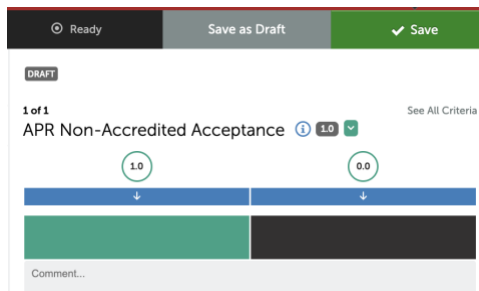 Ready
Save as Draft
Save
DRAFT
1 of 1
See All Criteria
APR Non-Accredited Acceptance i 1.0
1.0
0.0
Comment...